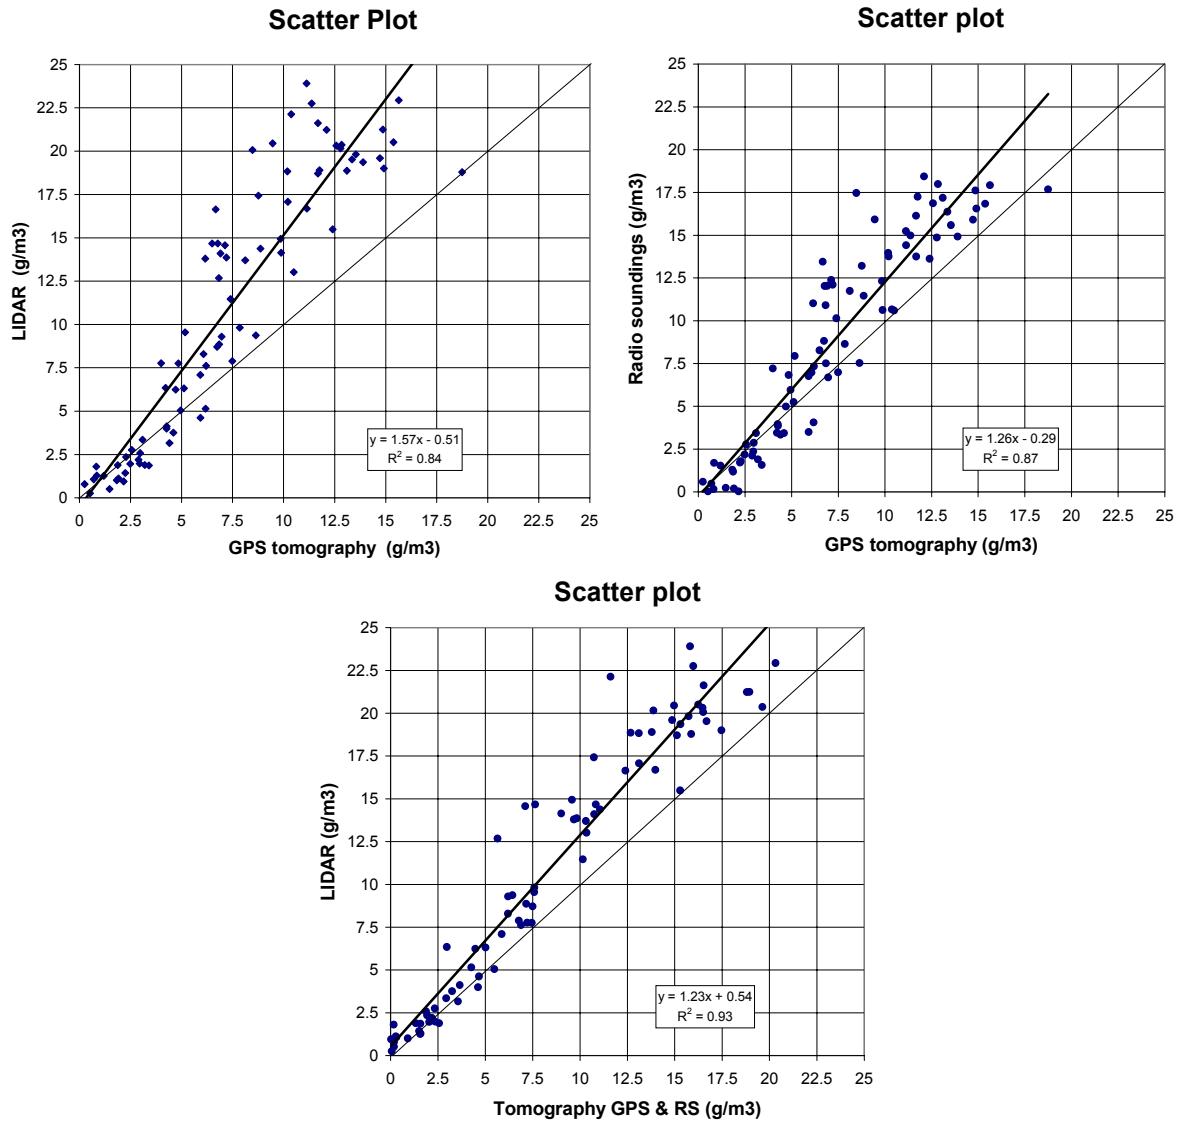 Scatter Plot
25
22.5
20
17.5
15
12.5
10
7.5
5
2.5
0
LIDAR (g/m3)
y = 1.57x - 0.51
R² = 0.84
0 2.5 5 7.5 10 12.5 15 17.5 20 22.5 25
GPS tomography (g/m3)
Scatter plot
25
22.5
20
17.5
15
12.5
10
7.5
5
2.5
0
Radio soundings (g/m3)
y = 1.26x - 0.29
R² = 0.87
0 2.5 5 7.5 10 12.5 15 17.5 20 22.5 25
GPS tomography (g/m3)
Scatter plot
25
22.5
20
17.5
15
12.5
10
7.5
5
2.5
0
LIDAR (g/m3)
y = 1.23x + 0.54
R² = 0.93
0 2.5 5 7.5 10 12.5 15 17.5 20 22.5 25
Tomography GPS & RS (g/m3)